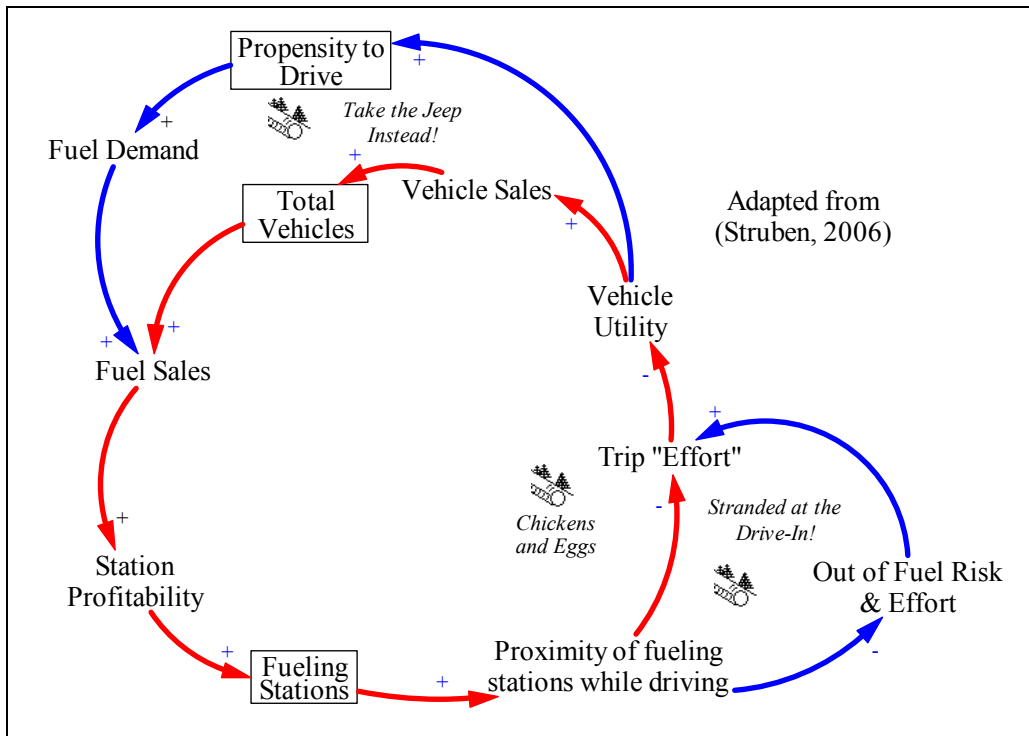 Propensity to
Drive
+
Take the Jeep
Instead!
+
Fuel Demand
+
Vehicle Sales
+
Total
Vehicles
Adapted from
(Struben, 2006)
Vehicle
Utility
+
+
Fuel Sales
-
+
Trip "Effort"
-
Chickens
and Eggs
Stranded at the
Drive-In!
+
Station
Profitability
Out of Fuel Risk
& Effort
+
Fueling
Stations
+
Proximity of fueling
stations while driving
-